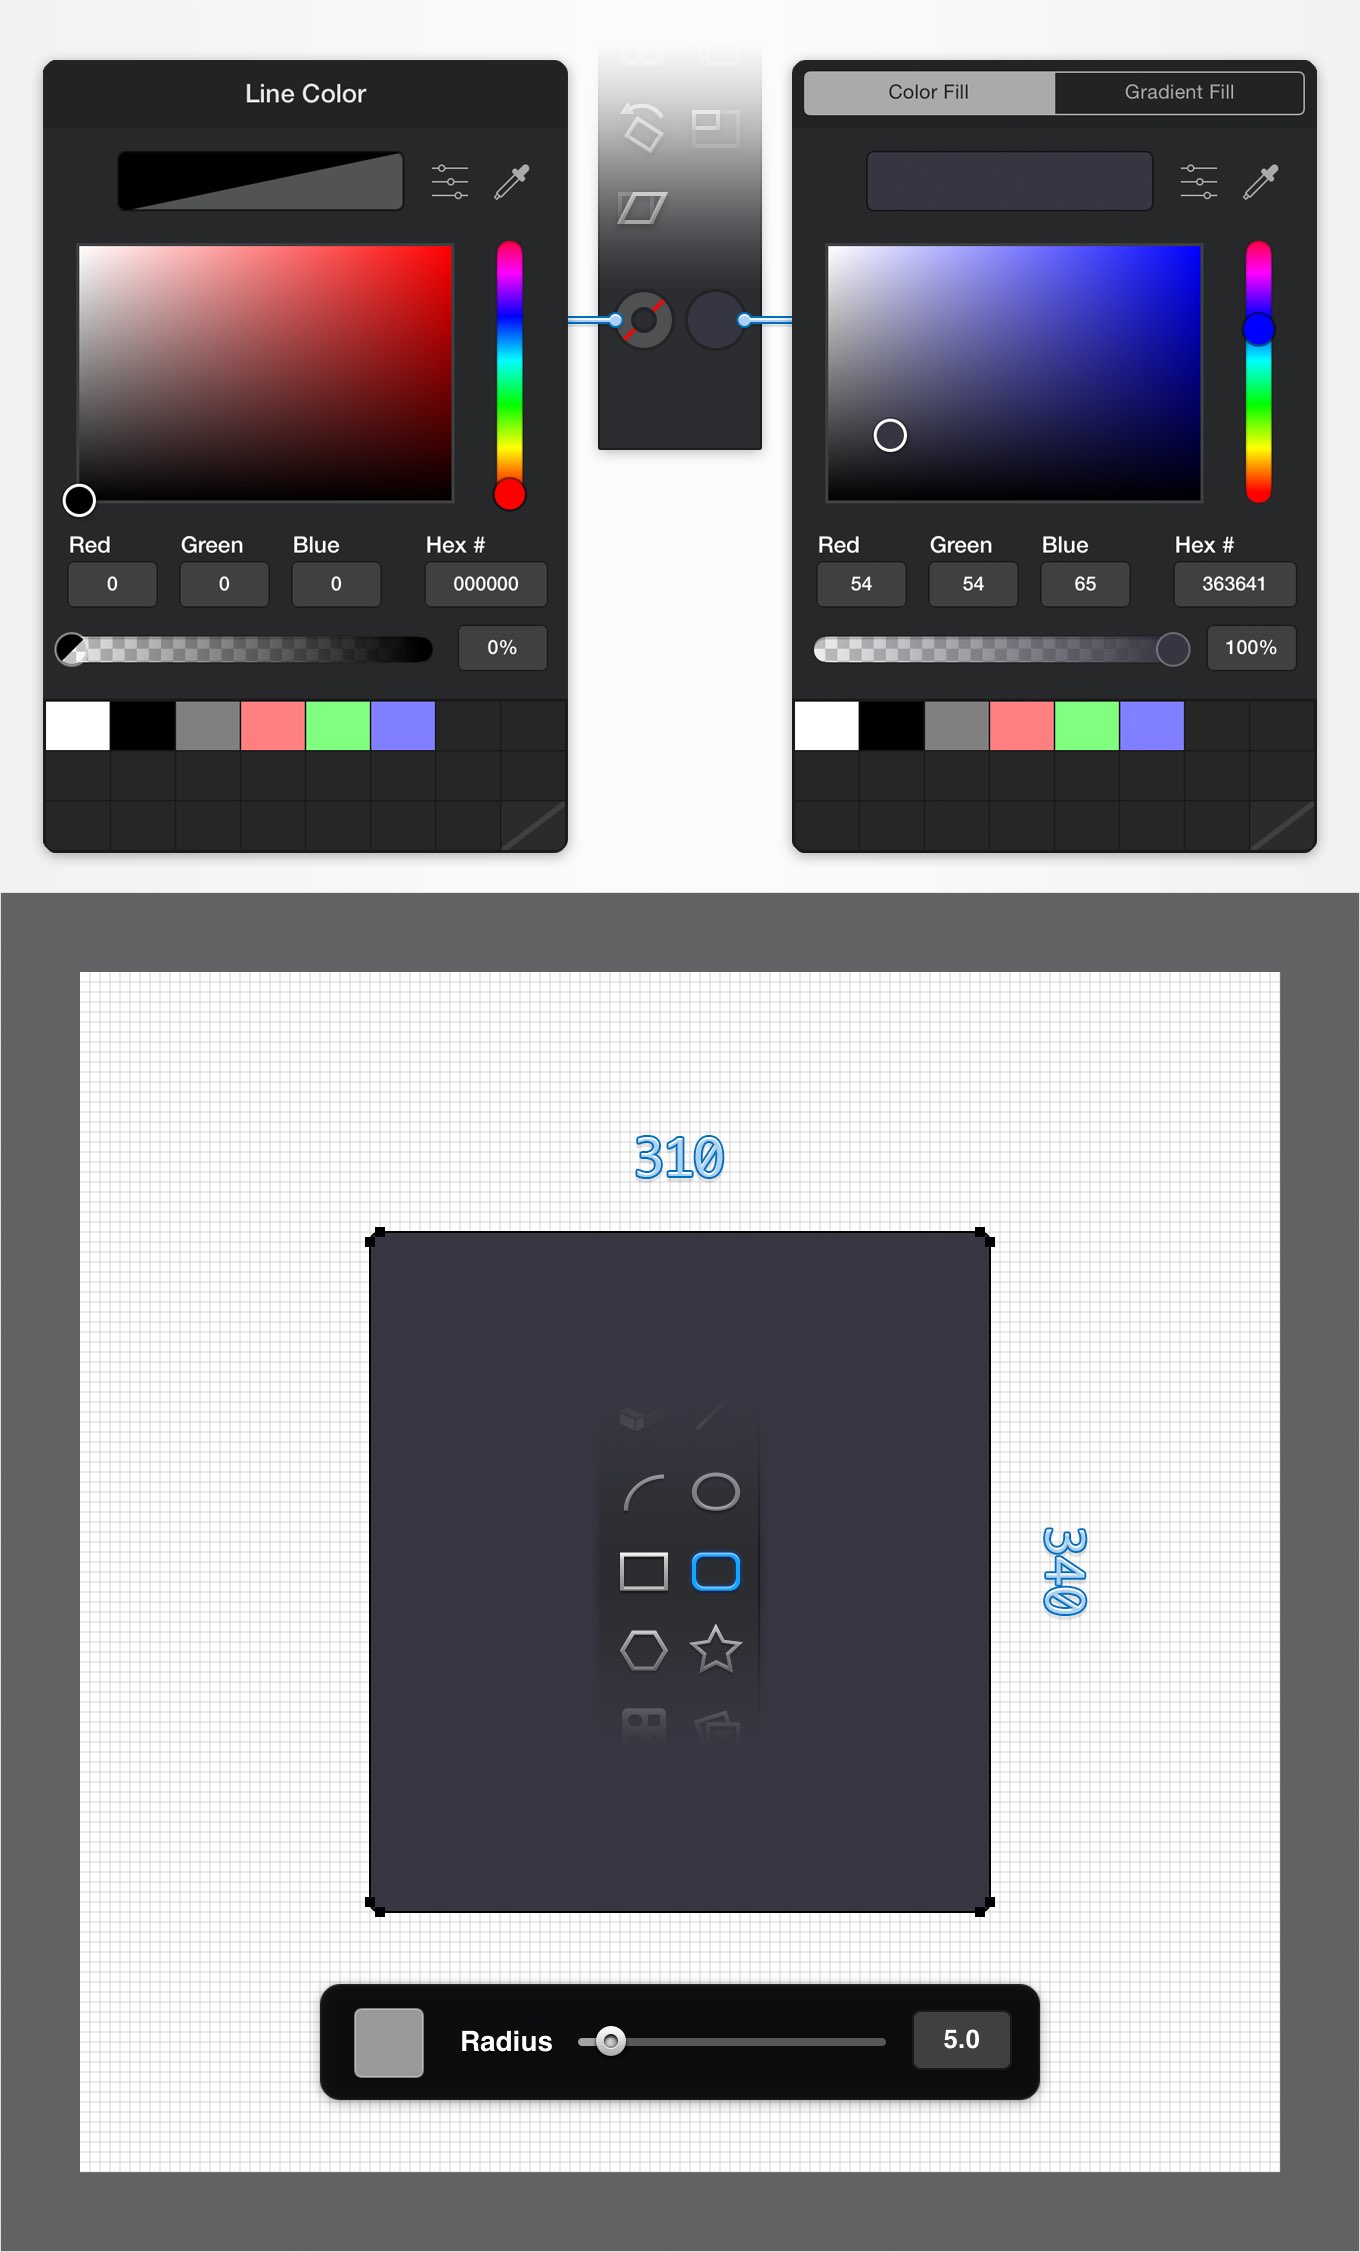 Line Color
Red Green Blue Hex #
0 0 0 000000
0%
Color Fill Gradient Fill
Red Green Blue Hex #
54 54 65 363641
100%
310
340
Radius 5.0